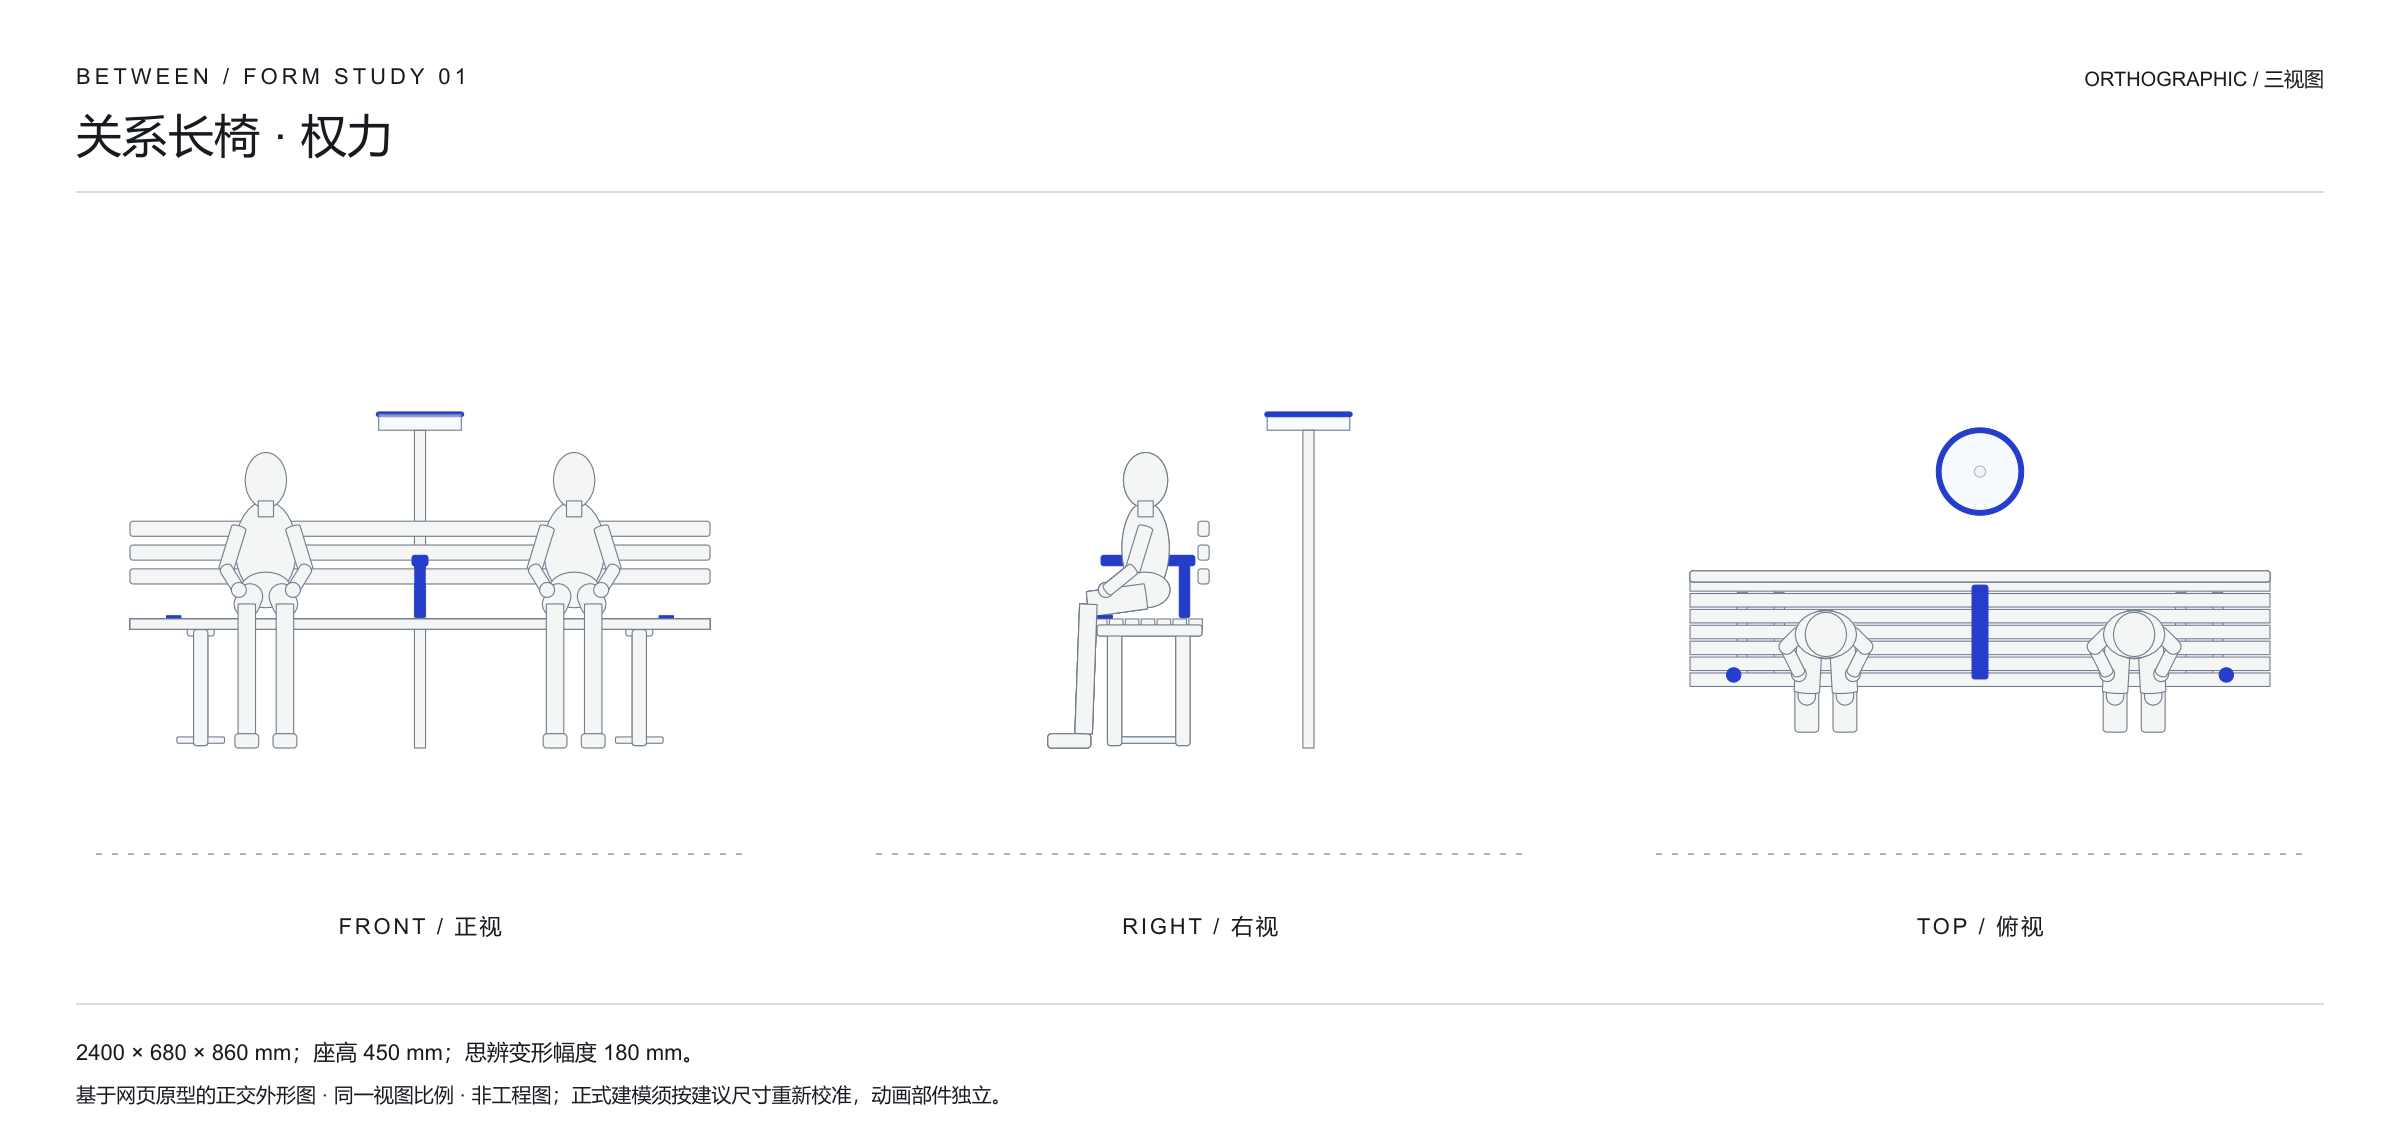 BETWEEN / FORM STUDY 01
ORTHOGRAPHIC / 三视图
关系长椅 · 权力
FRONT / 正视
RIGHT / 右视
TOP / 俯视
2400 × 680 × 860 mm；座高 450 mm；思辨变形幅度 180 mm。
基于网页原型的正交外形图 · 同一视图比例 · 非工程图；正式建模须按建议尺寸重新校准，动画部件独立。